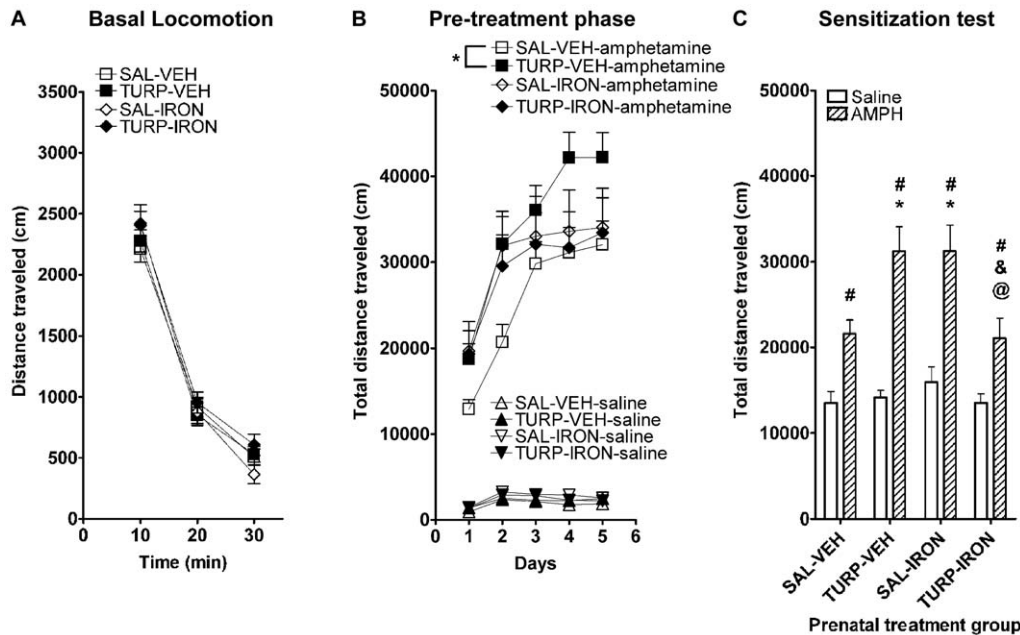 A Basal Locomotion
SAL-VEH
TURP-VEH
SAL-IRON
TURP-IRON
Distance traveled (cm)
3500
3000
2500
2000
1500
1000
500
0
0 10 20 30
Time (min)
B Pre-treatment phase
SAL-VEH-amphetamine
* TURP-VEH-amphetamine
SAL-IRON-amphetamine
TURP-IRON-amphetamine
Total distance traveled (cm)
50000
40000
30000
20000
10000
0
SAL-VEH-saline
TURP-VEH-saline
SAL-IRON-saline
TURP-IRON-saline
0 1 2 3 4 5 6
Days
C Sensitization test
Saline
AMPH
Total distance traveled (cm)
50000
40000
30000
20000
10000
0
#
#
*
#
*
#
&
@
SAL-VEH
TURP-VEH
SAL-IRON
TURP-IRON
Prenatal treatment group